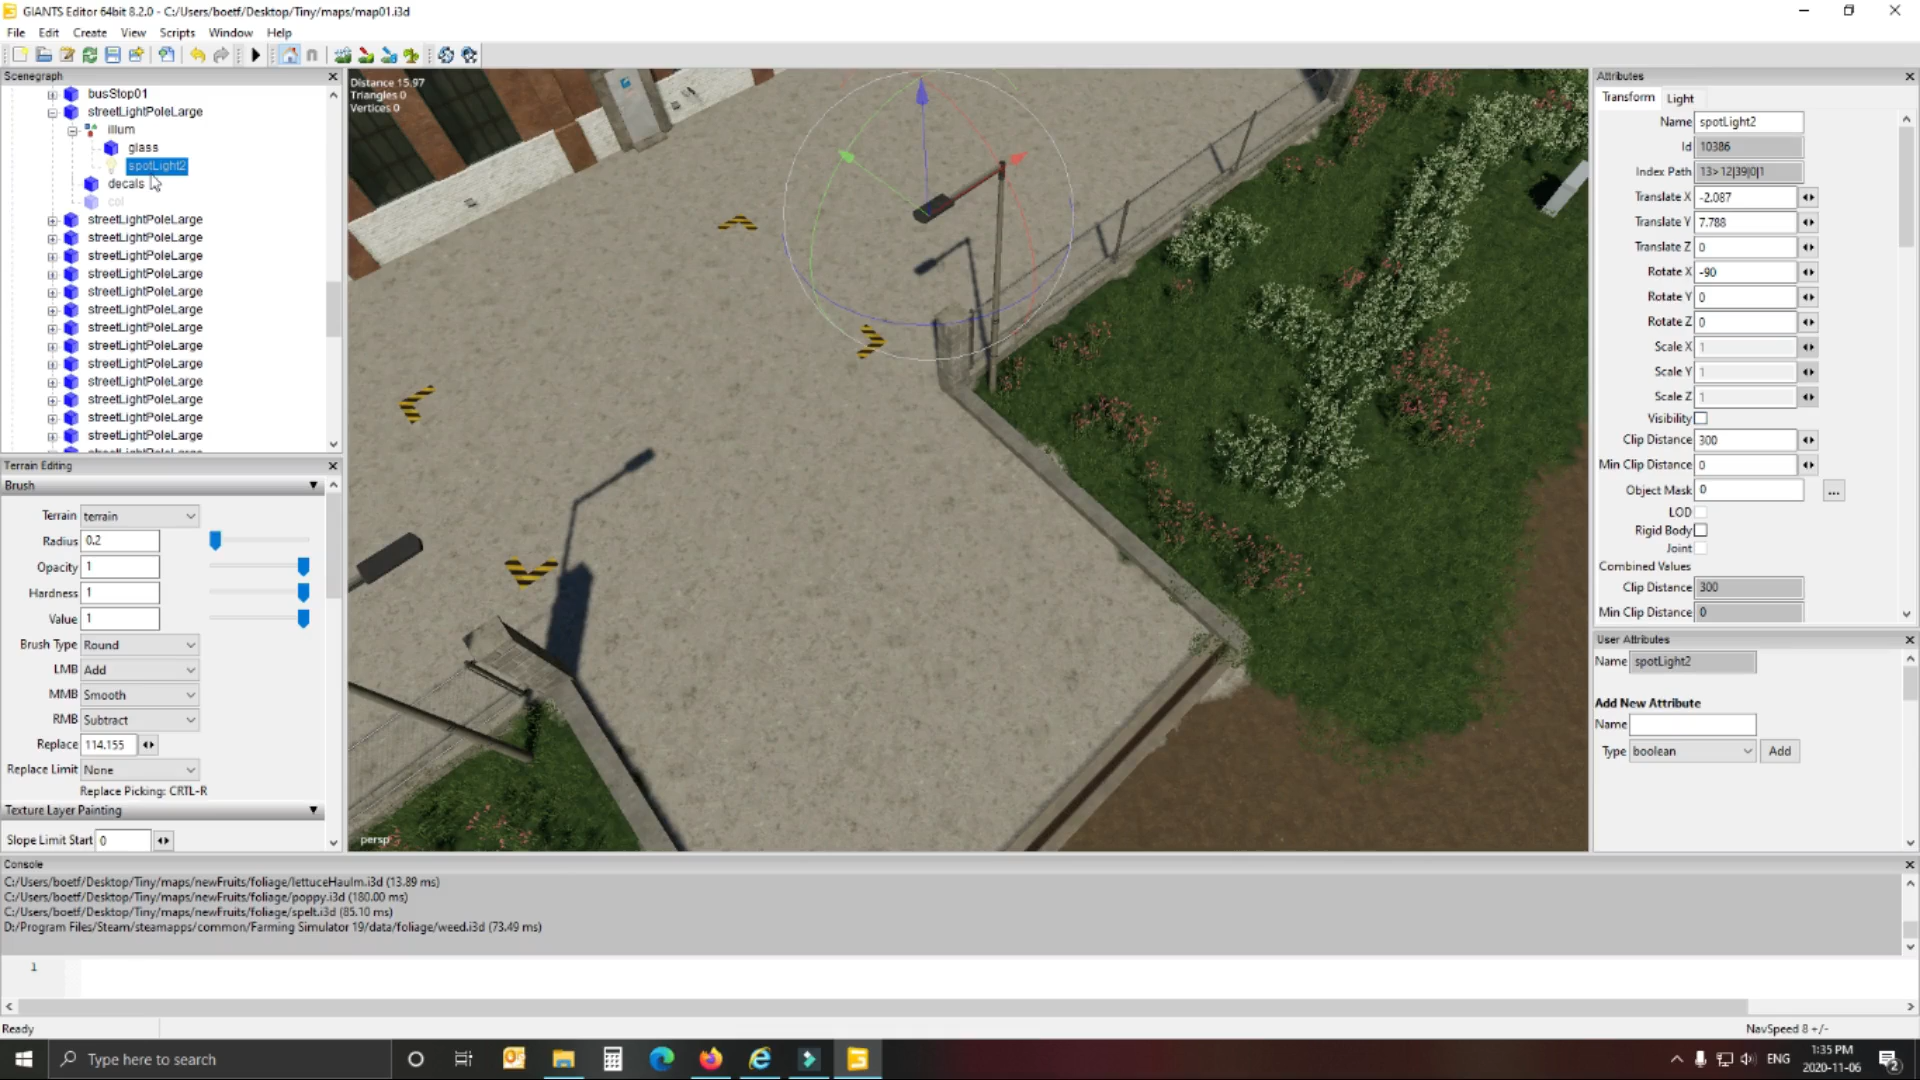 GIANTS Editor 64bit 8.2.0 - C:/Users/boetf/Desktop/Tiny/maps/map01.i3d
File Edit Create View Scripts Window Help
Scenegraph
busStop01
streetLightPoleLarge
illum
glass
spotLight2
decals
col
streetLightPoleLarge
streetLightPoleLarge
streetLightPoleLarge
streetLightPoleLarge
streetLightPoleLarge
streetLightPoleLarge
streetLightPoleLarge
streetLightPoleLarge
streetLightPoleLarge
streetLightPoleLarge
streetLightPoleLarge
streetLightPoleLarge
streetLightPoleLarge
Terrain Editing
Brush
Terrain terrain
Radius 0.2
Opacity 1
Hardness 1
Value 1
Brush Type Round
LMB Add
MMB Smooth
RMB Subtract
Replace 114.155
Replace Limit None
Replace Picking: CRTL-R
Texture Layer Painting
Slope Limit Start 0
Distance 15.97
Triangles 0
Vertices 0
persp
Attributes
Transform Light
Name spotLight2
Id 10386
Index Path 13>12|39|0|1
Translate X -2.087
Translate Y 7.788
Translate Z 0
Rotate X -90
Rotate Y 0
Rotate Z 0
Scale X 1
Scale Y 1
Scale Z 1
Visibility
Clip Distance 300
Min Clip Distance 0
Object Mask 0 ...
LOD
Rigid Body
Joint
Combined Values
Clip Distance 300
Min Clip Distance 0
User Attributes
Name spotLight2
Add New Attribute
Name
Type boolean Add
Console
C:/Users/boetf/Desktop/Tiny/maps/newFruits/foliage/lettuceHaulm.i3d (13.89 ms)
C:/Users/boetf/Desktop/Tiny/maps/newFruits/foliage/poppy.i3d (180.00 ms)
C:/Users/boetf/Desktop/Tiny/maps/newFruits/foliage/spelt.i3d (85.10 ms)
D:/Program Files/Steam/steamapps/common/Farming Simulator 19/data/foliage/weed.i3d (73.49 ms)
1
Ready
NavSpeed 8 +/-
Type here to search
ENG
1:35 PM
2020-11-06
2